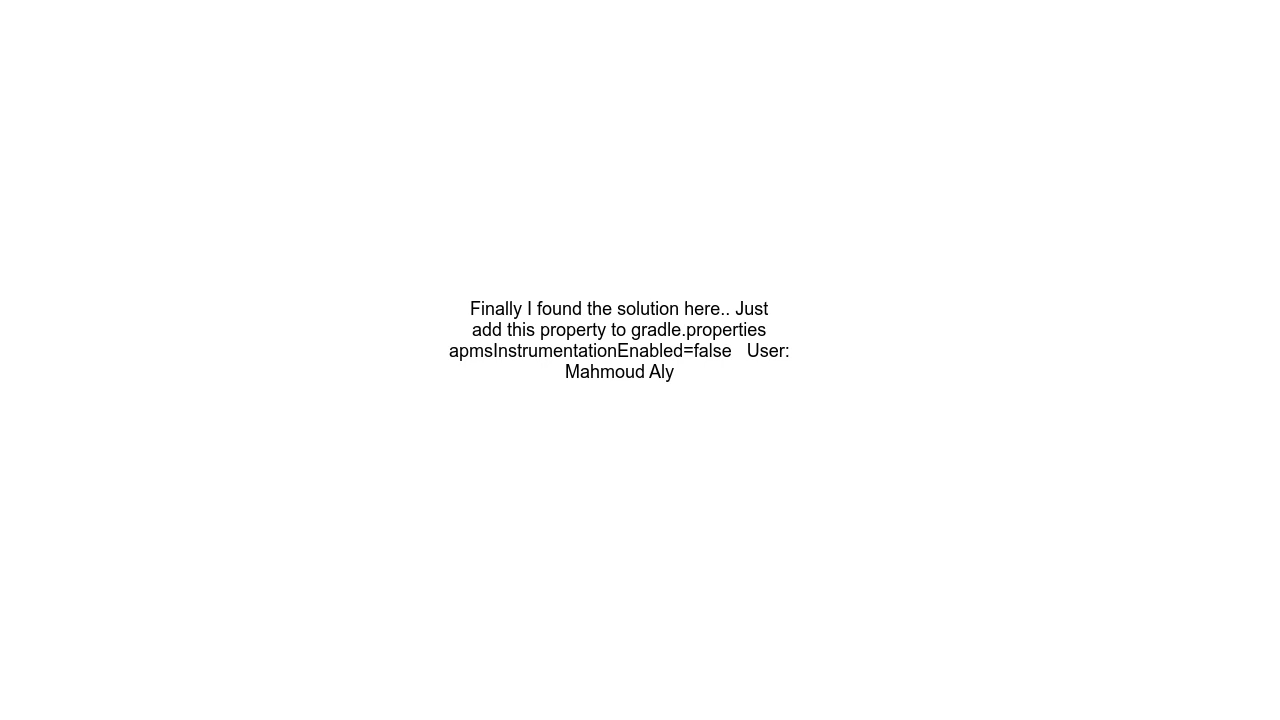 Finally I found the solution here.. Just
add this property to gradle.properties
apmsInstrumentationEnabled=false   User:
Mahmoud Aly